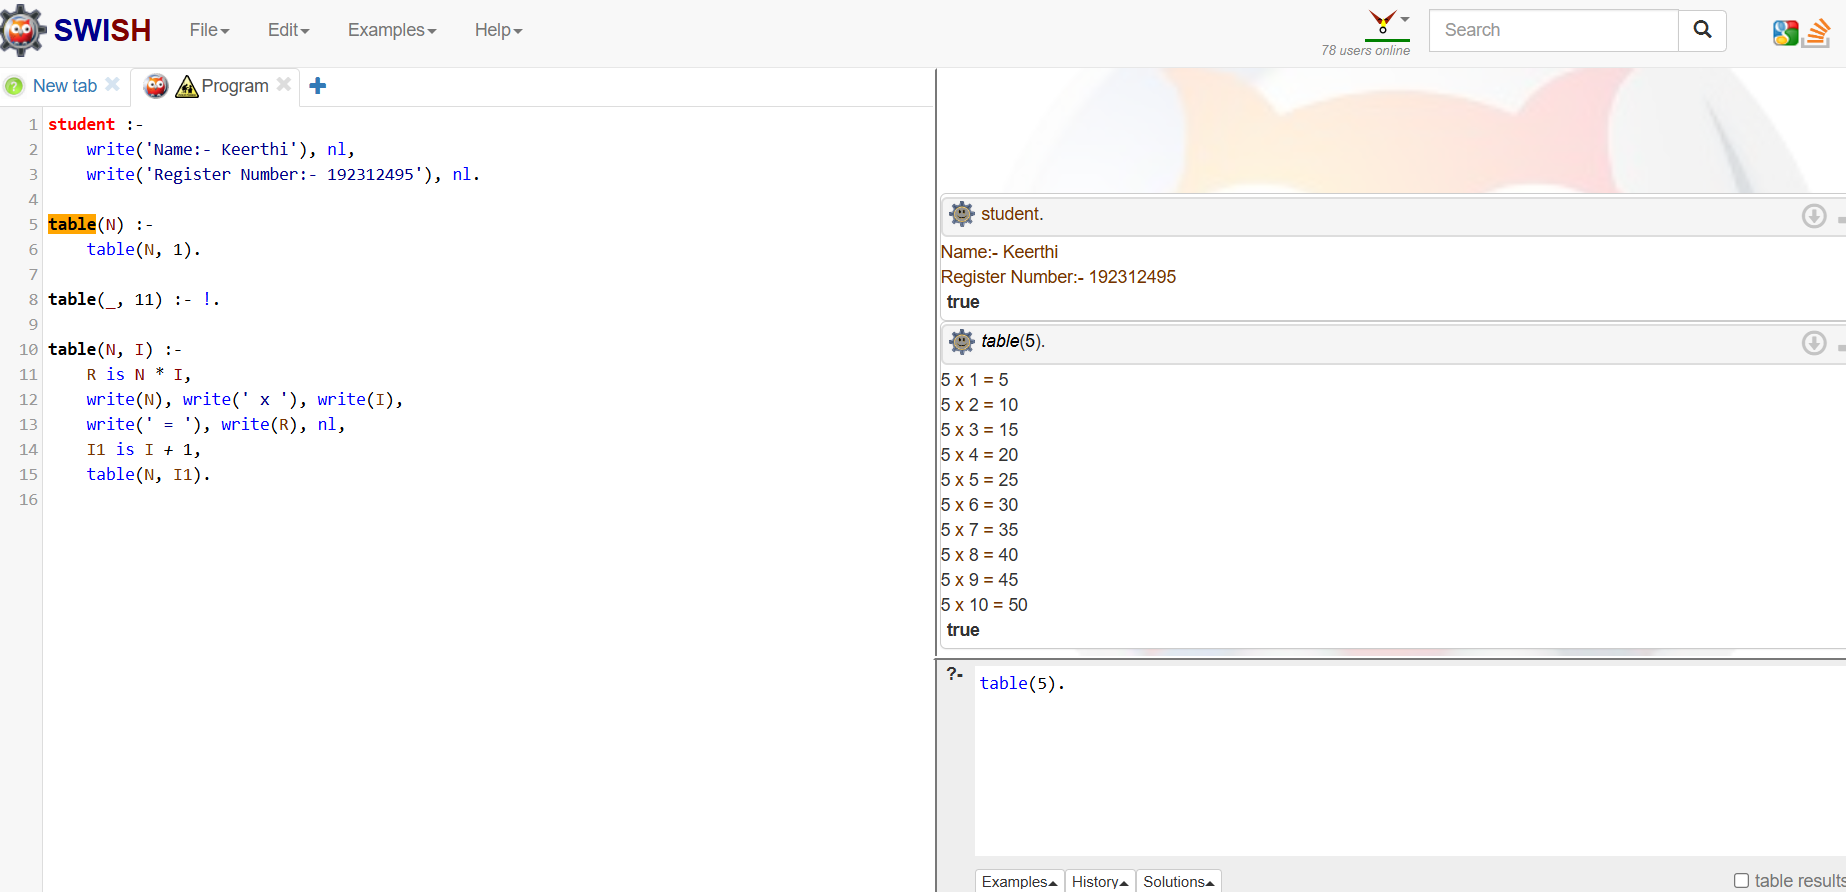 SWISH File Edit Examples Help
78 users online
Search
New tab Program
1 student :-
2 write('Name:- Keerthi'), nl,
3 write('Register Number:- 192312495'), nl.
4
5 table(N) :-
6 table(N, 1).
7
8 table(_, 11) :- !.
9
10 table(N, I) :-
11 R is N * I,
12 write(N), write(' x '), write(I),
13 write(' = '), write(R), nl,
14 I1 is I + 1,
15 table(N, I1).
16
student.
Name:- Keerthi
Register Number:- 192312495
true
table(5).
5 x 1 = 5
5 x 2 = 10
5 x 3 = 15
5 x 4 = 20
5 x 5 = 25
5 x 6 = 30
5 x 7 = 35
5 x 8 = 40
5 x 9 = 45
5 x 10 = 50
true
?- table(5).
Examples History Solutions table results